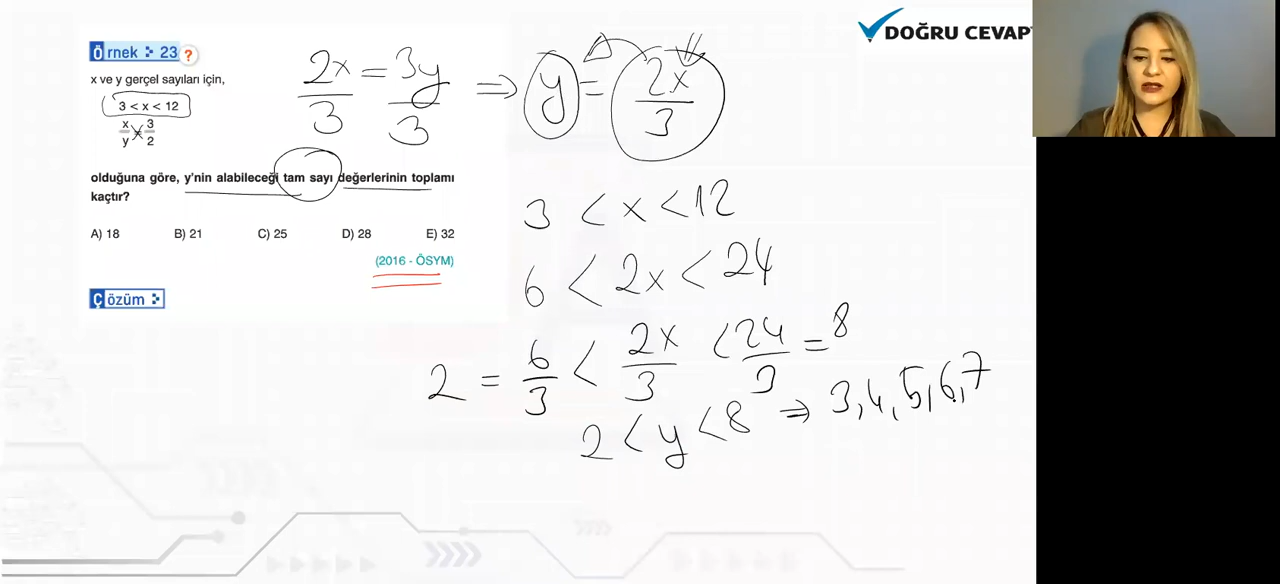 DOĞRU CEVAP
Örnek 23 ?
x ve y gerçel sayıları için,
3 < x < 12
x/y = 3/2
olduğuna göre, y'nin alabileceği tam sayı değerlerinin toplamı
kaçtır?
A) 18 B) 21 C) 25 D) 28 E) 32
(2016 - ÖSYM)
Çözüm
2x/3 = 3y/3 ⇒ y = 2x/3
3 < x < 12
6 < 2x < 24
2 = 6/3 < 2x/3 < 24/3 = 8
2 < y < 8 ⇒ 3, 4, 5, 6, 7